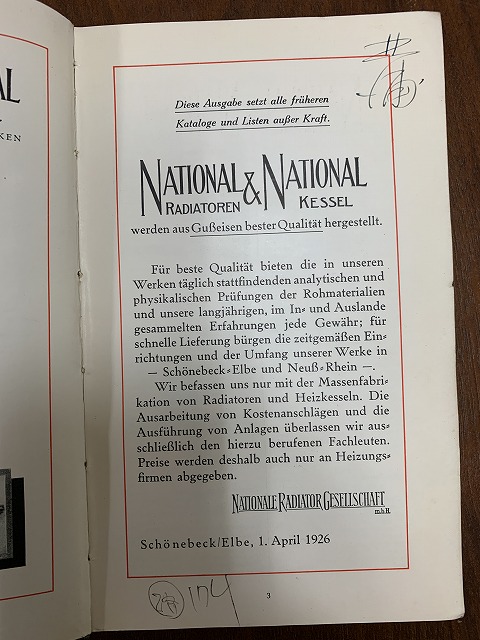 AL
KEN
蒲
Diese Ausgabe setzt alle früheren
Kataloge und Listen außer Kraft.
NATIONAL & NATIONAL
RADIATOREN KESSEL
werden aus Gußeisen bester Qualität hergestellt.
Für beste Qualität bieten die in unseren
Werken täglich stattfindenden analytischen und
physikalischen Prüfungen der Rohmaterialien
und unsere langjährigen, im In- und Auslande
gesammelten Erfahrungen jede Gewähr; für
schnelle Lieferung bürgen die zeitgemäßen Ein-
richtungen und der Umfang unserer Werke in
— Schönebeck-Elbe und Neuß-Rhein —.
Wir befassen uns nur mit der Massenfabri-
kation von Radiatoren und Heizkesseln. Die
Ausarbeitung von Kostenanschlägen und die
Ausführung von Anlagen überlassen wir aus-
schließlich den hierzu berufenen Fachleuten.
Preise werden deshalb auch nur an Heizungs-
firmen abgegeben.
NATIONALE RADIATOR GESELLSCHAFT
m.b.H.
Schönebeck/Elbe, 1. April 1926
174
3